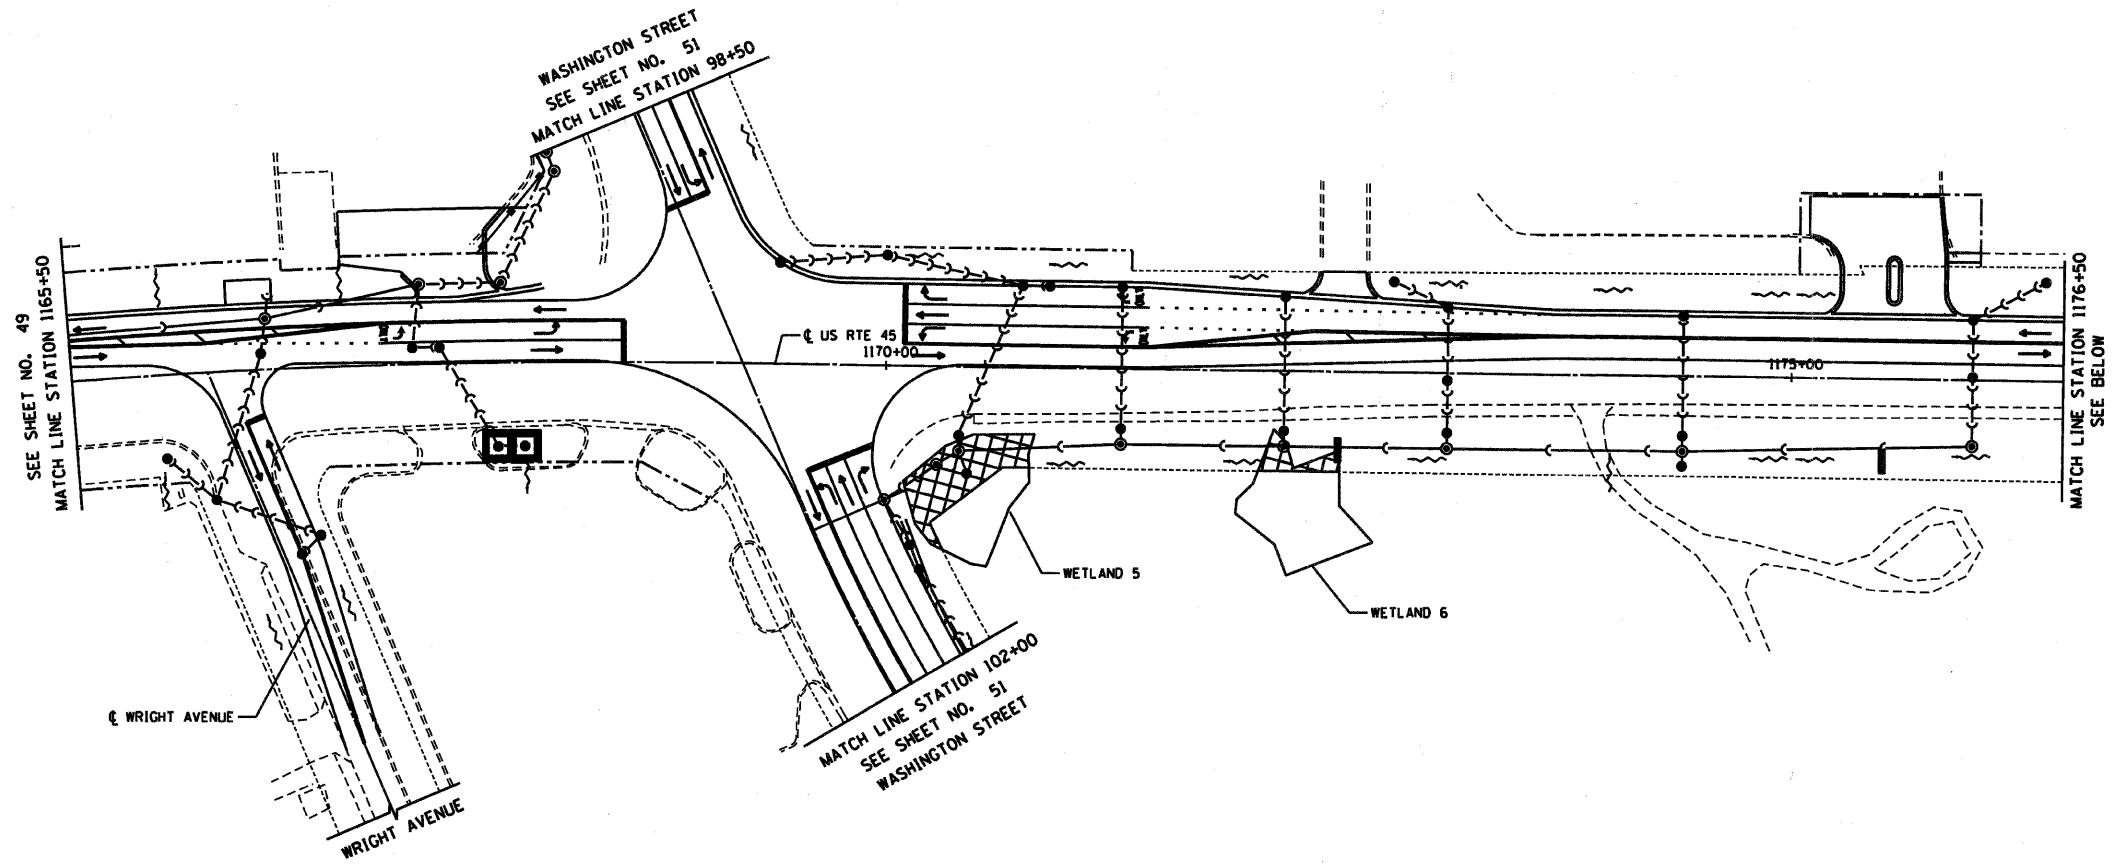 WASHINGTON STREET
SEE SHEET NO. 51
MATCH LINE STATION 98+50
SEE SHEET NO. 49
MATCH LINE STATION 1165+50
℄ US RTE 45
1170+00
1175+00
MATCH LINE STATION 1176+50
SEE BELOW
WETLAND 5
WETLAND 6
℄ WRIGHT AVENUE
MATCH LINE STATION 102+00
SEE SHEET NO. 51
WASHINGTON STREET
WRIGHT AVENUE